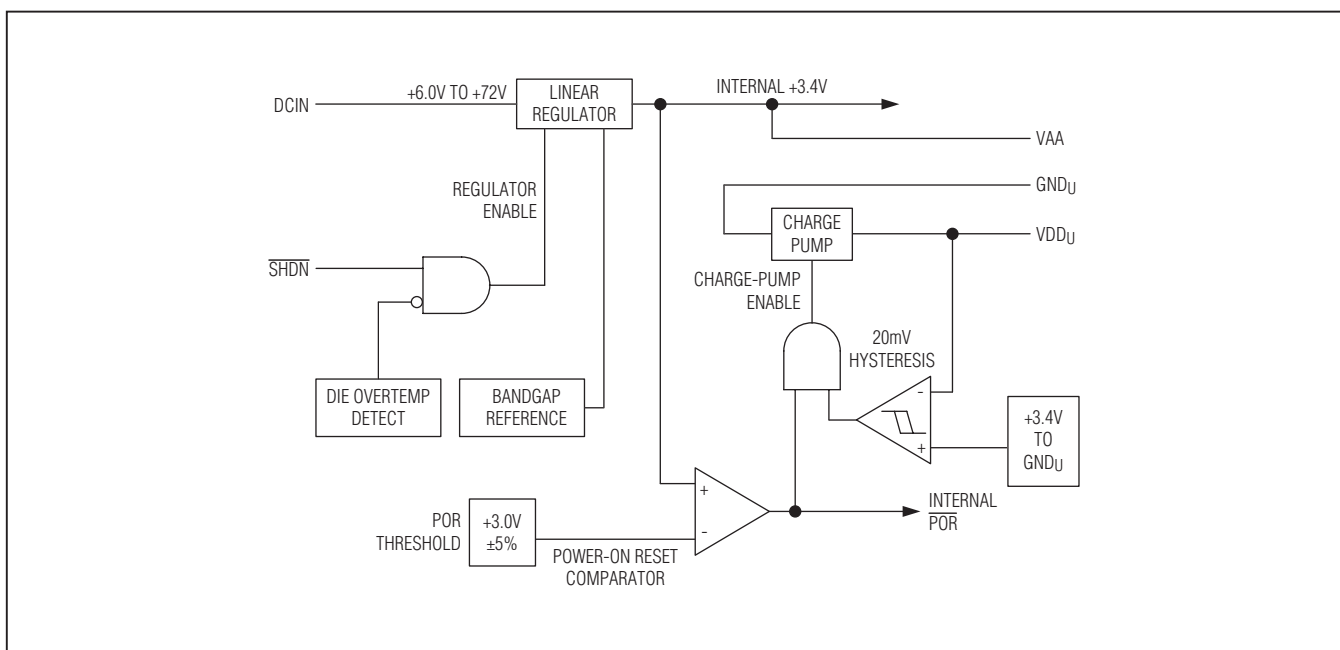 DCIN
+6.0V TO +72V
LINEAR
REGULATOR
INTERNAL +3.4V
VAA
REGULATOR
ENABLE
GNDU
CHARGE
PUMP
VDDU
SHDN
CHARGE-PUMP
ENABLE
20mV
HYSTERESIS
DIE OVERTEMP
DETECT
BANDGAP
REFERENCE
-
+
+3.4V
TO
GNDU
POR
THRESHOLD
+3.0V
±5%
+
-
POWER-ON RESET
COMPARATOR
INTERNAL
POR